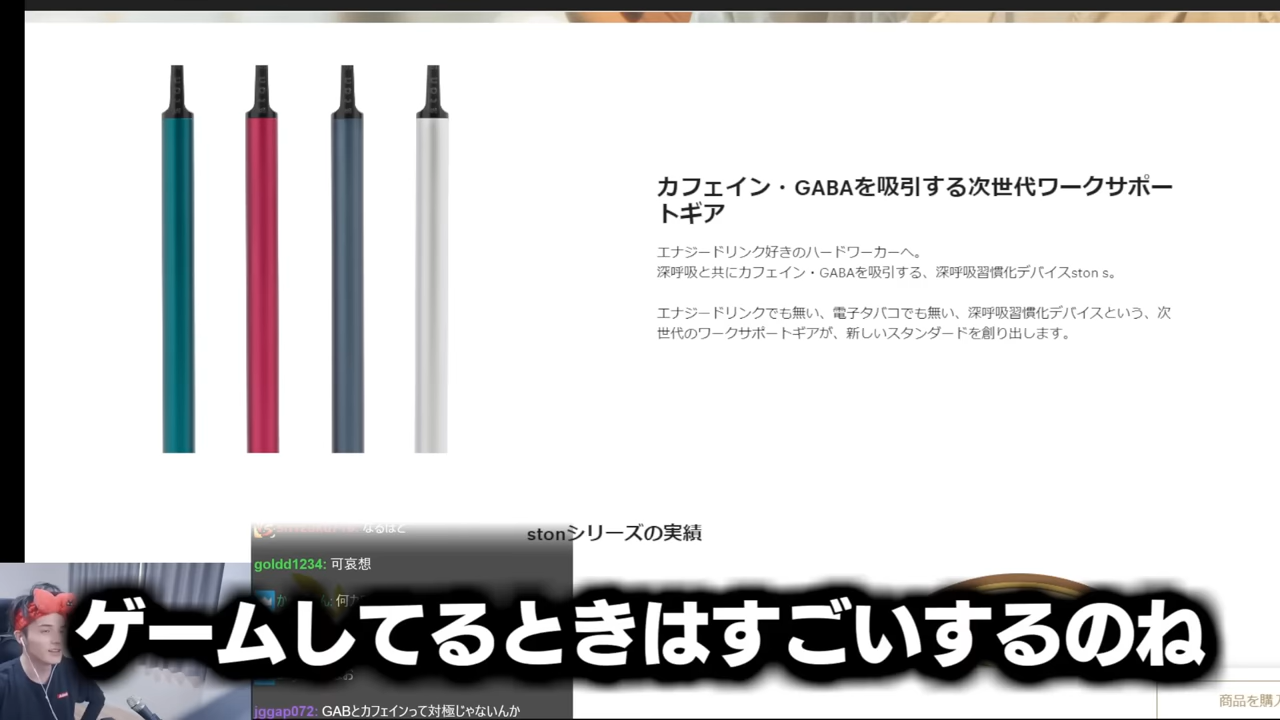 カフェイン・GABAを吸引する次世代ワークサポー
トギア
エナジードリンク好きのハードワーカーへ。
深呼吸と共にカフェイン・GABAを吸引する、深呼吸習慣化デバイスston s。
エナジードリンクでも無い、電子タバコでも無い、深呼吸習慣化デバイスという、次
世代のワークサポートギアが、新しいスタンダードを創り出します。
stonシリーズの実績
なるほど
goldd1234: 可哀想
ゲームしてるときはすごいするのね
jggap072: GABとカフェインって対極じゃないんか
商品を購入